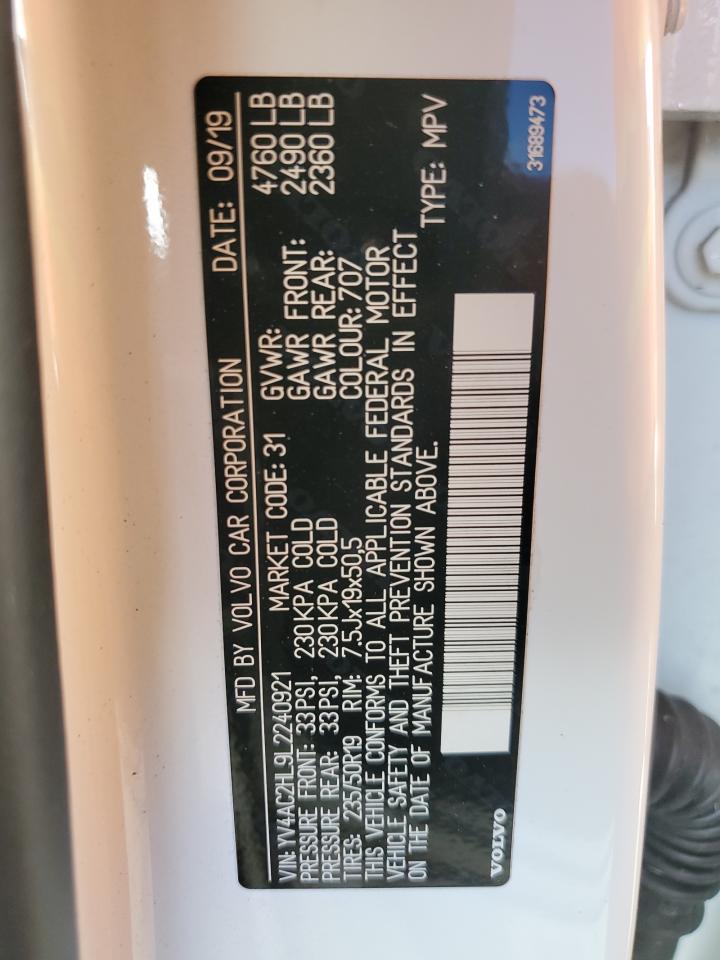 MFD BY VOLVO CAR CORPORATION DATE: 09/19
VIN: YV4AC2HL9L2240921 MARKET CODE: 31 GVWR: 4760 LB
PRESSURE FRONT: 33PSI, 230KPA COLD GAWR FRONT: 2490 LB
PRESSURE REAR: 33PSI, 230KPA COLD GAWR REAR: 2360 LB
TIRES: 235/50R19 RIM: 7.5Jx19x50,5 COLOUR: 707
THIS VEHICLE CONFORMS TO ALL APPLICABLE FEDERAL MOTOR
VEHICLE SAFETY AND THEFT PREVENTION STANDARDS IN EFFECT
ON THE DATE OF MANUFACTURE SHOWN ABOVE. TYPE: MPV
VOLVO 31689473